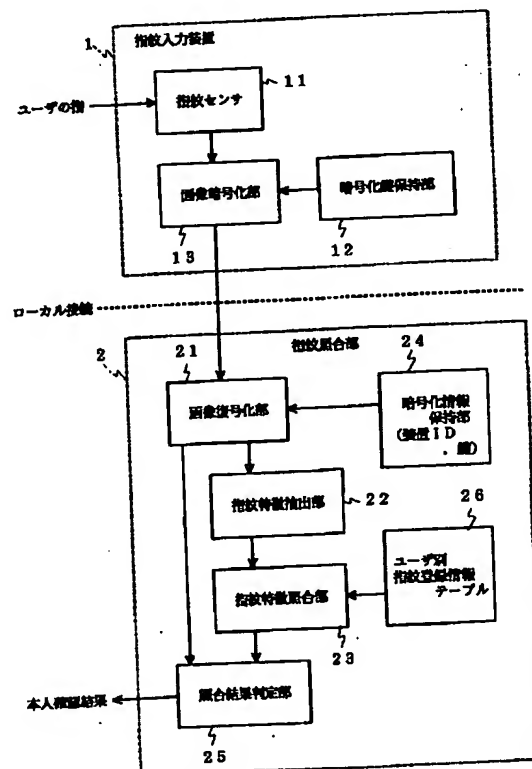 1
指紋入力装置
ユーザの指
指紋センサ
11
画像暗号化部
13
暗号化鍵保持部
12
ローカル接続
2
指紋照合部
21
画像復号化部
24
暗号化情報
保持部
(装置ID
、鍵)
指紋特徴抽出部
22
指紋特徴照合部
23
26
ユーザ別
指紋登録情報
テーブル
本人確認結果
照合結果判定部
25